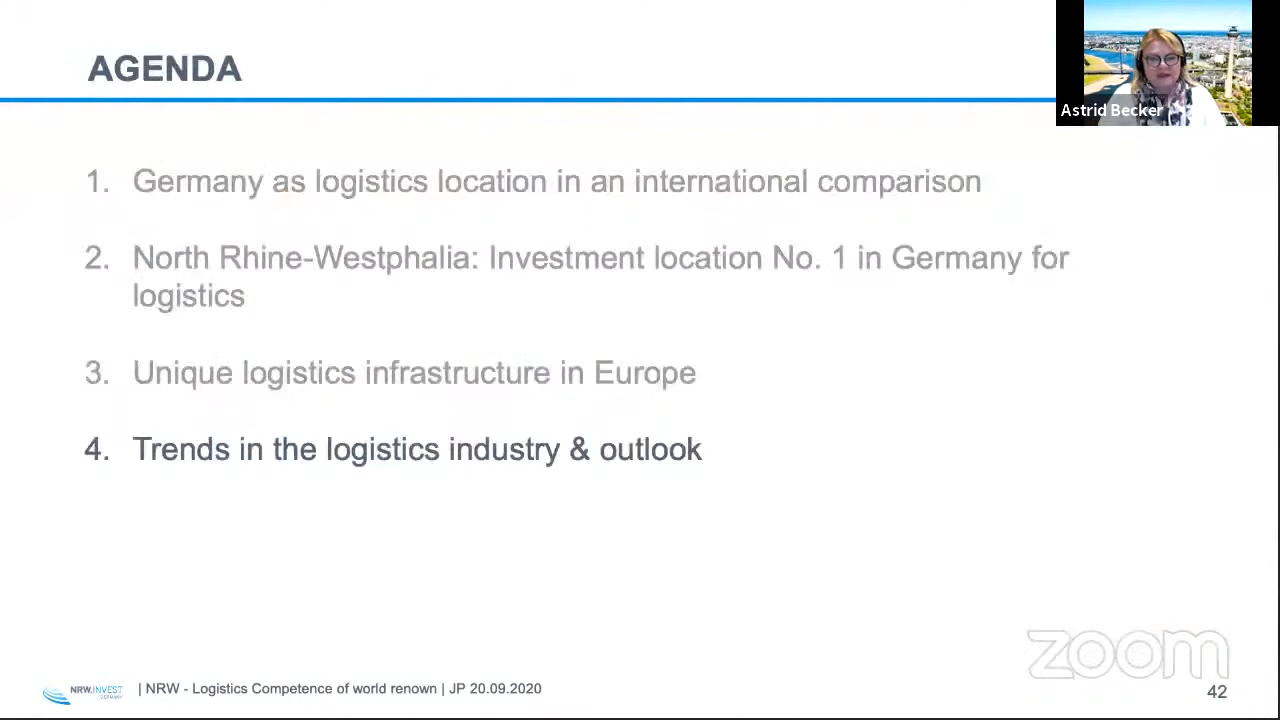 AGENDA
Astrid Becker
1. Germany as logistics location in an international comparison
2. North Rhine-Westphalia: Investment location No. 1 in Germany for
logistics
3. Unique logistics infrastructure in Europe
4. Trends in the logistics industry & outlook
zoom
NRW.INVEST
GERMANY
| NRW - Logistics Competence of world renown | JP 20.09.2020
42